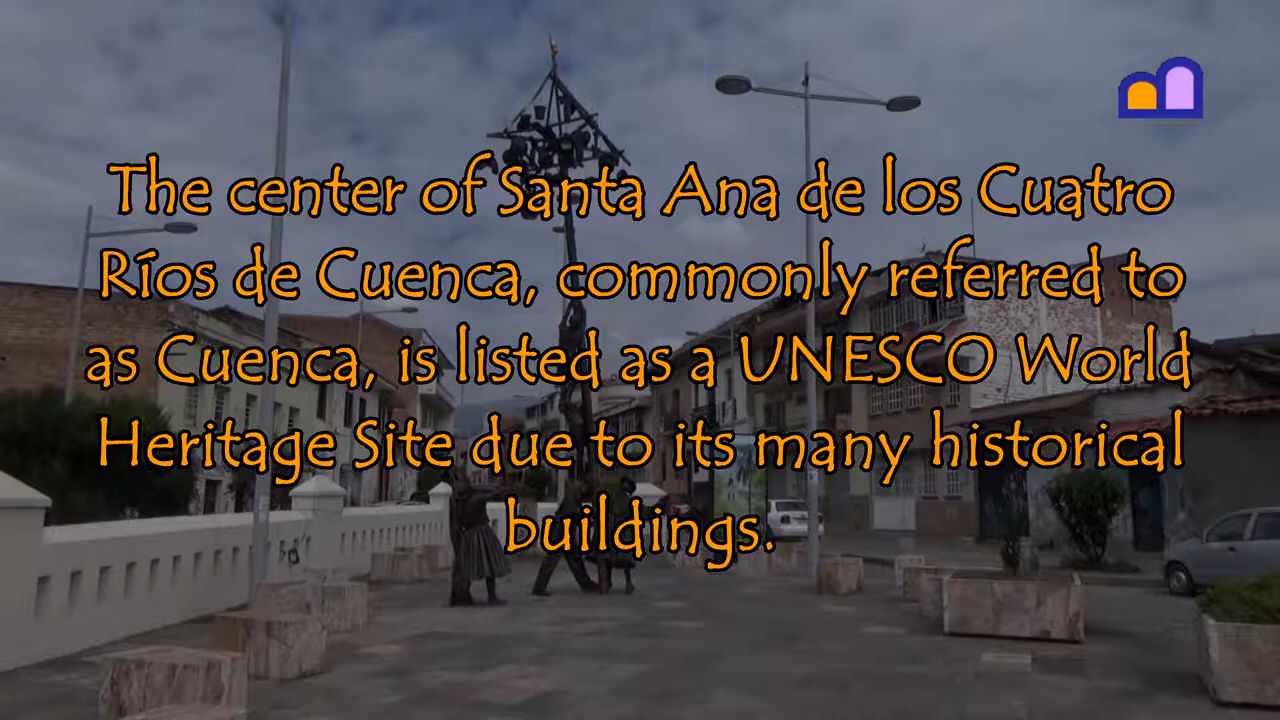 The center of Santa Ana de los Cuatro
Ríos de Cuenca, commonly referred to
as Cuenca, is listed as a UNESCO World
Heritage Site due to its many historical
buildings.